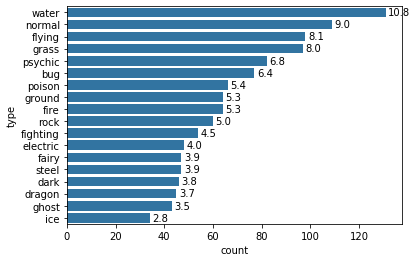 water 10.8
normal 9.0
flying 8.1
grass 8.0
psychic 6.8
bug 6.4
poison 5.4
ground 5.3
fire 5.3
rock 5.0
fighting 4.5
electric 4.0
fairy 3.9
steel 3.9
dark 3.8
dragon 3.7
ghost 3.5
ice 2.8
type
0 20 40 60 80 100 120
count